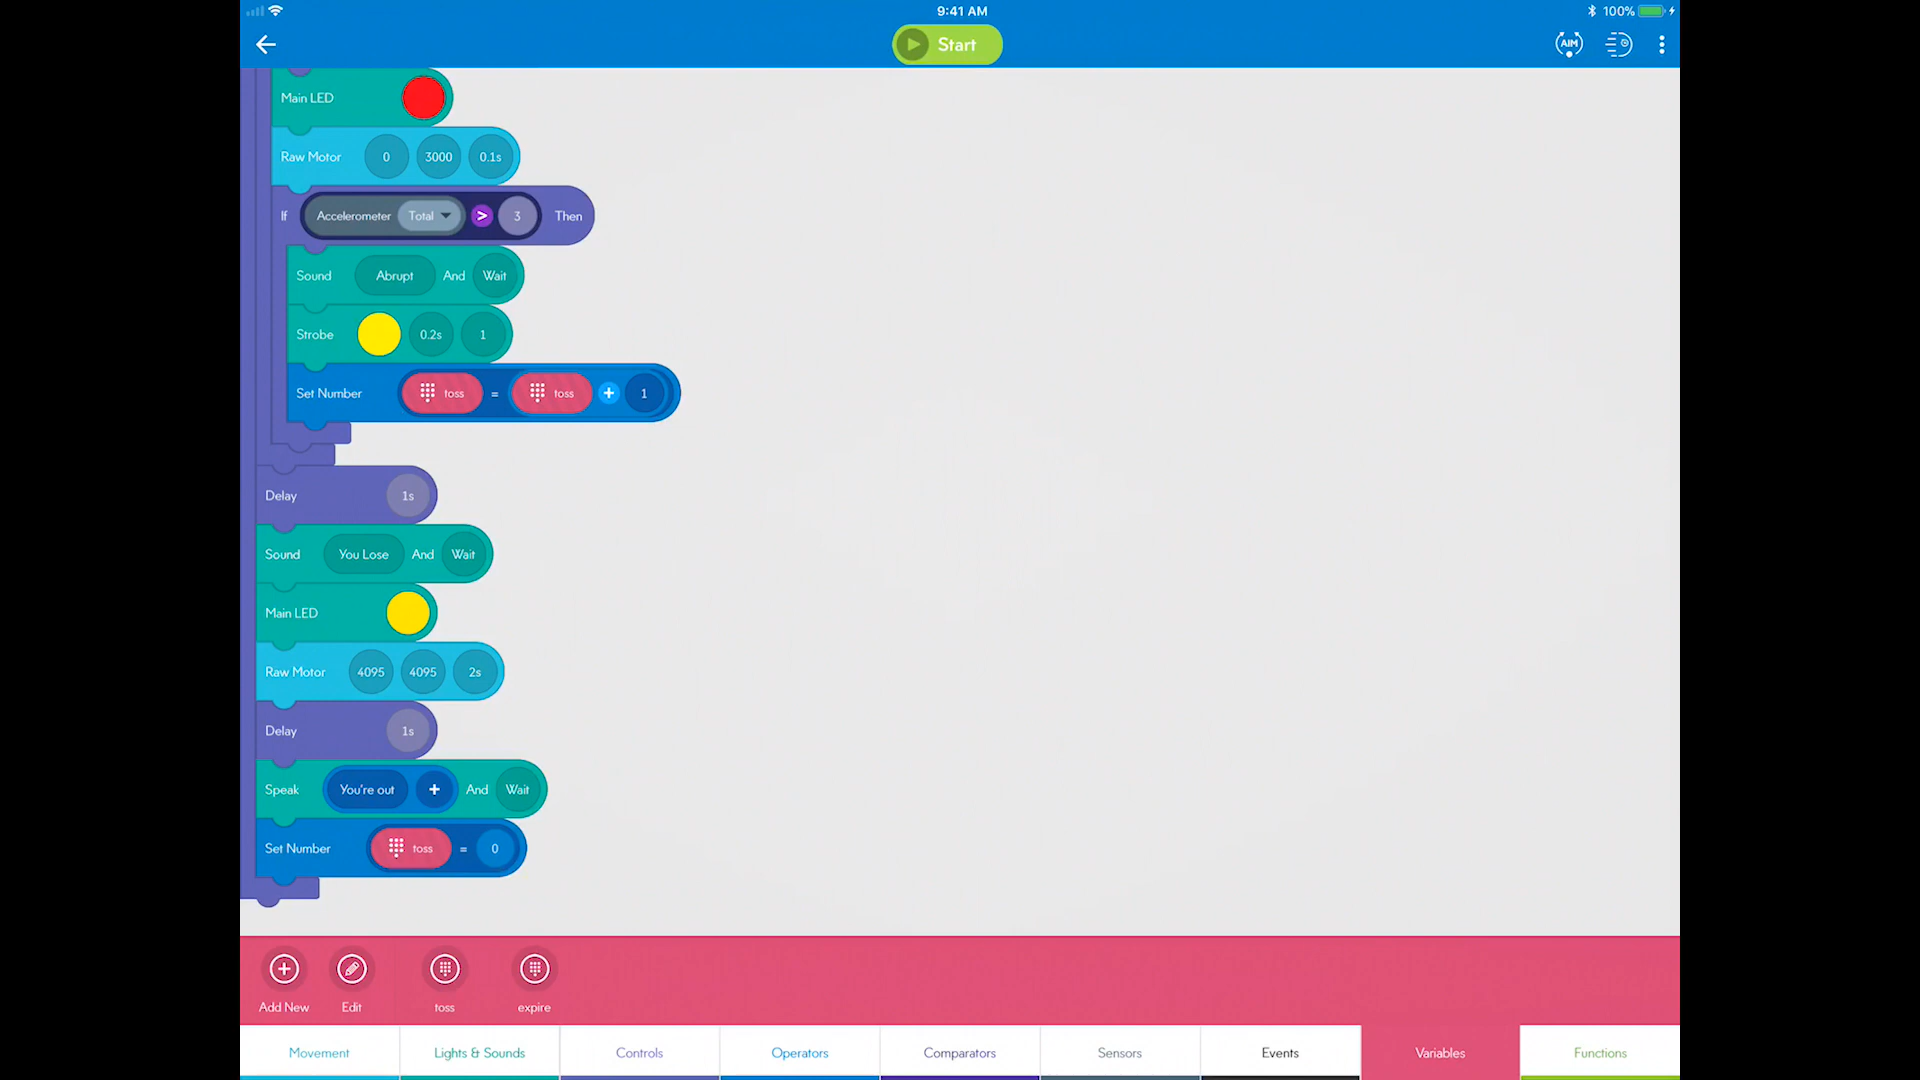 9:41 AM
100%
Start
AIM
Main LED
Raw Motor 0 3000 0.1s
If Accelerometer Total > 3 Then
Sound Abrupt And Wait
Strobe 0.2s 1
Set Number toss = toss + 1
Delay 1s
Sound You Lose And Wait
Main LED
Raw Motor 4095 4095 2s
Delay 1s
Speak You're out + And Wait
Set Number toss = 0
Add New Edit toss expire
Movement Lights & Sounds Controls Operators Comparators Sensors Events Variables Functions